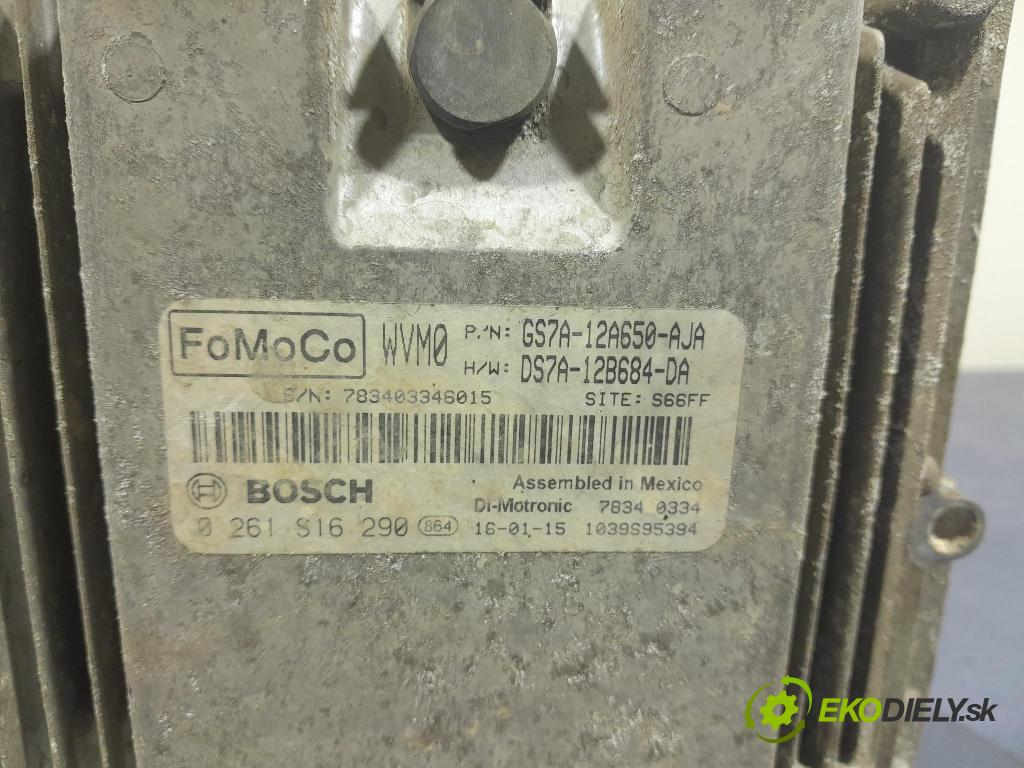 FoMoCo WVM0 P/N: GS7A-12A650-AJA
H/W: DS7A-12B684-DA
S/N: 783403346015 SITE: S66FF
BOSCH Assembled in Mexico
DI-Motronic 7834 0334
0 261 S16 290 864 16-01-15 1039S95394
EKODIELY.sk